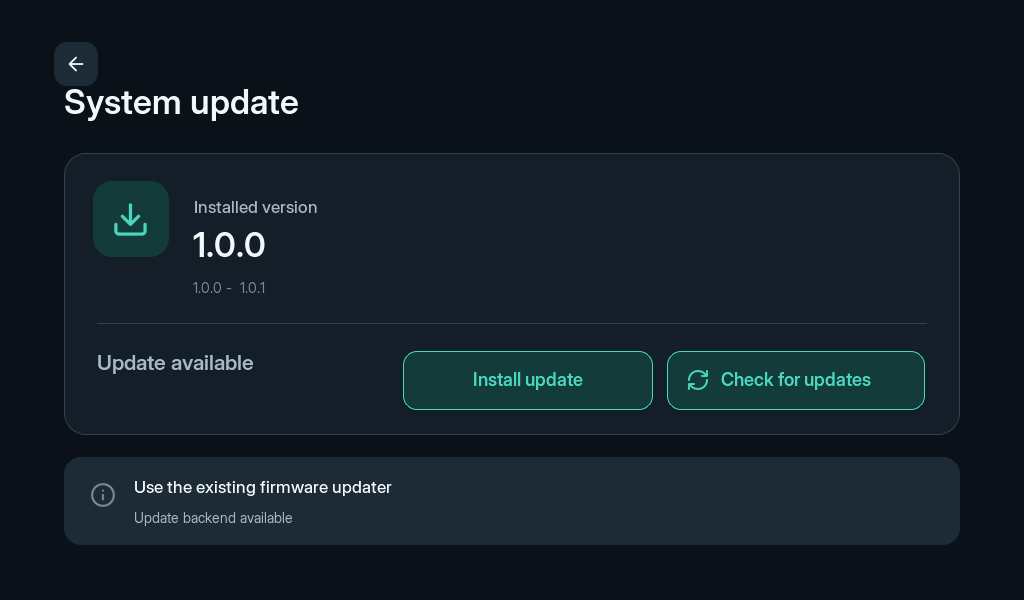 System update
Installed version
1.0.0
1.0.0 - 1.0.1
Update available
Install update
Check for updates
Use the existing firmware updater
Update backend available